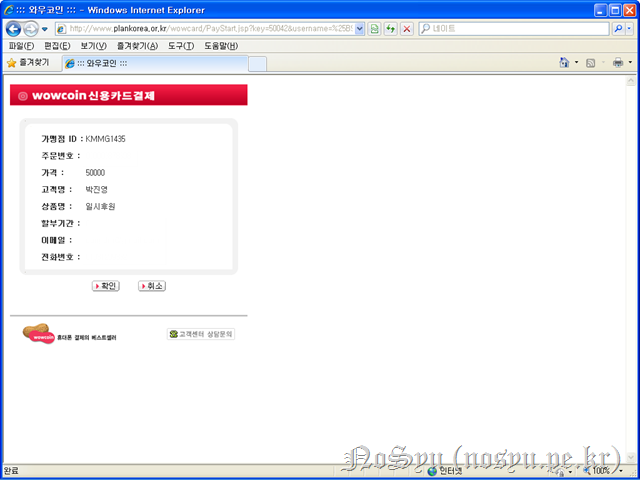 ::: 와우코인 ::: - Windows Internet Explorer
http://www.plankorea.or.kr/wowcard/PayStart.jsp?key=50042&username=%25B!
네이트
파일(F) 편집(E) 보기(V) 즐겨찾기(A) 도구(T) 도움말(H)
즐겨찾기 ::: 와우코인 :::
wowcoin 신용카드결제
가맹점 ID : KMMG1435
주문번호 :
가격 : 50000
고객명 : 박진영
상품명 : 일시후원
할부기간 :
이메일 :
전화번호 :
확인 취소
wowcoin 휴대폰 결제의 베스트셀러 고객센터 상담문의
NoSyu (nosyu.pe.kr)
완료 인터넷 100%